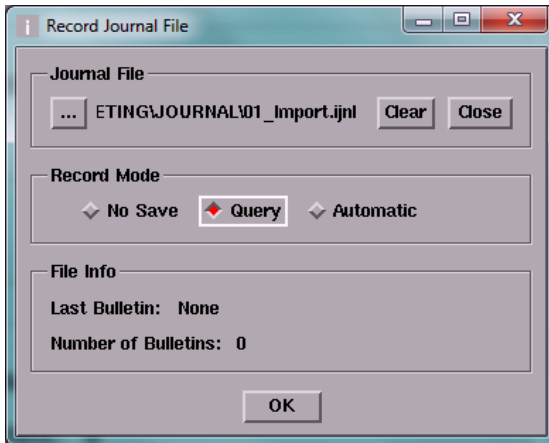 Record Journal File
Journal File
... ETING\JOURNAL\01_Import.ijnl Clear Close
Record Mode
No Save Query Automatic
File Info
Last Bulletin: None
Number of Bulletins: 0
OK